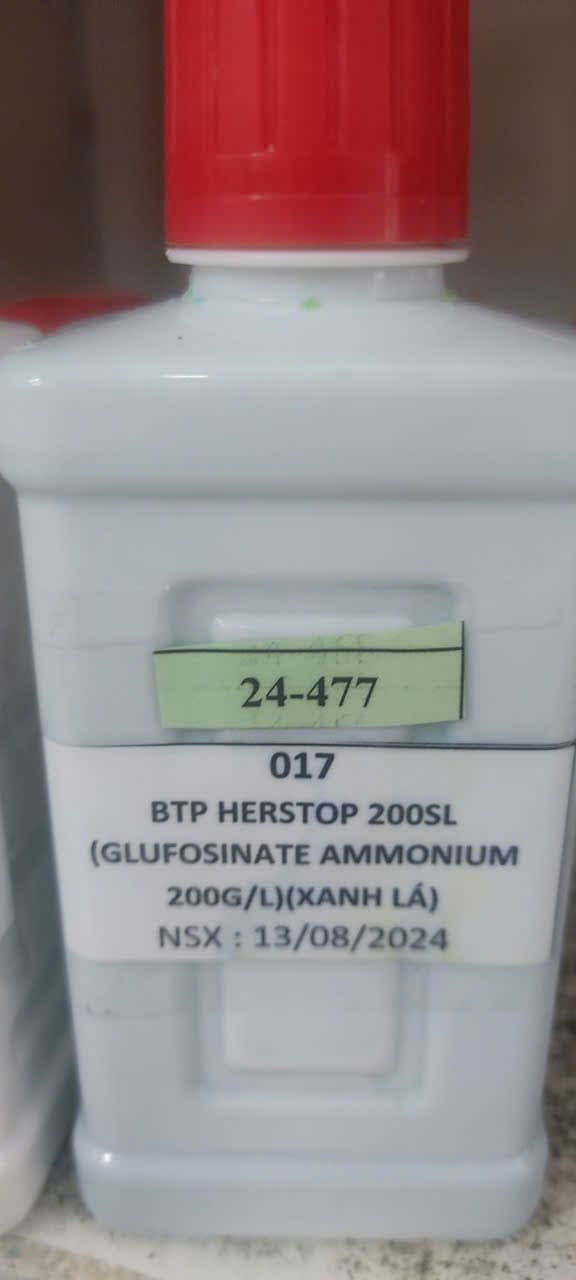 24-477
017
BTP HERSTOP 200SL
(GLUFOSINATE AMMONIUM
200G/L)(XANH LÁ)
NSX : 13/08/2024